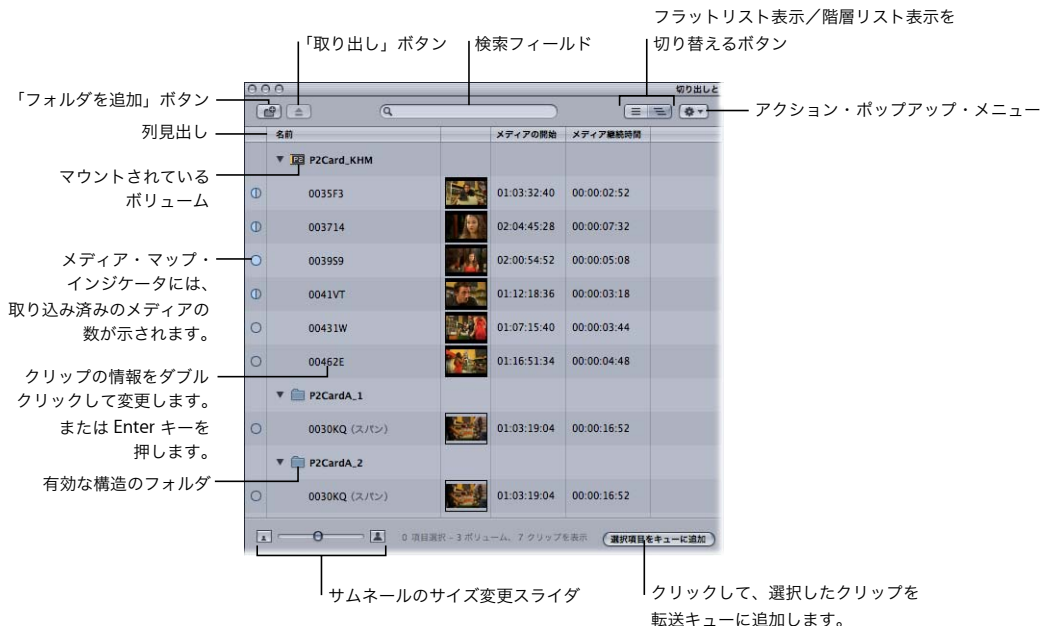 フラットリスト表示／階層リスト表示を
切り替えるボタン
「取り出し」ボタン
検索フィールド
「フォルダを追加」ボタン
アクション・ポップアップ・メニュー
列見出し
マウントされている
ボリューム
メディア・マップ・
インジケータには、
取り込み済みのメディアの
数が示されます。
クリップの情報をダブル
クリックして変更します。
または Enter キーを
押します。
有効な構造のフォルダ
切り出しと
名前 メディアの開始 メディア継続時間
P2Card_KHM
0035F3 01:03:32:40 00:00:02:52
003714 02:04:45:28 00:00:07:32
0039S9 02:00:54:52 00:00:05:08
0041VT 01:12:18:36 00:00:03:18
00431W 01:07:15:40 00:00:03:44
00462E 01:16:51:34 00:00:04:48
P2CardA_1
0030KQ (スパン) 01:03:19:04 00:00:16:52
P2CardA_2
0030KQ (スパン) 01:03:19:04 00:00:16:52
0 項目選択 - 3 ボリューム、7 クリップを表示 選択項目をキューに追加
サムネールのサイズ変更スライダ
クリックして、選択したクリップを
転送キューに追加します。